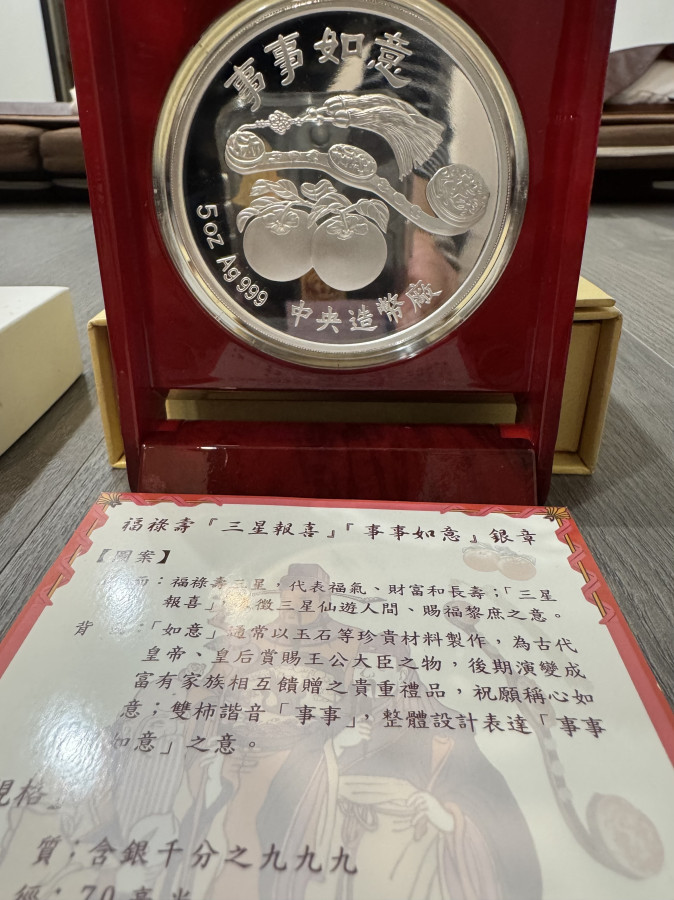 事事如意
5oz Ag999
中央造幣廠
福祿壽「三星報喜」『事事如意』銀章
【圖案】
面：福祿壽三星，代表福氣、財富和長壽；「三星
報喜」徵三星仙遊人間、賜福黎庶之意。
背：「如意」通常以玉石等珍貴材料製作，為古代
皇帝、皇后賞賜王公大臣之物，後期演變成
富有家族相互饋贈之貴重禮品，祝願稱心如
意；雙柿諧音「事事」，整體設計表達「事事
如意」之意。
規格
質：含銀千分之九九九
徑：70毫米